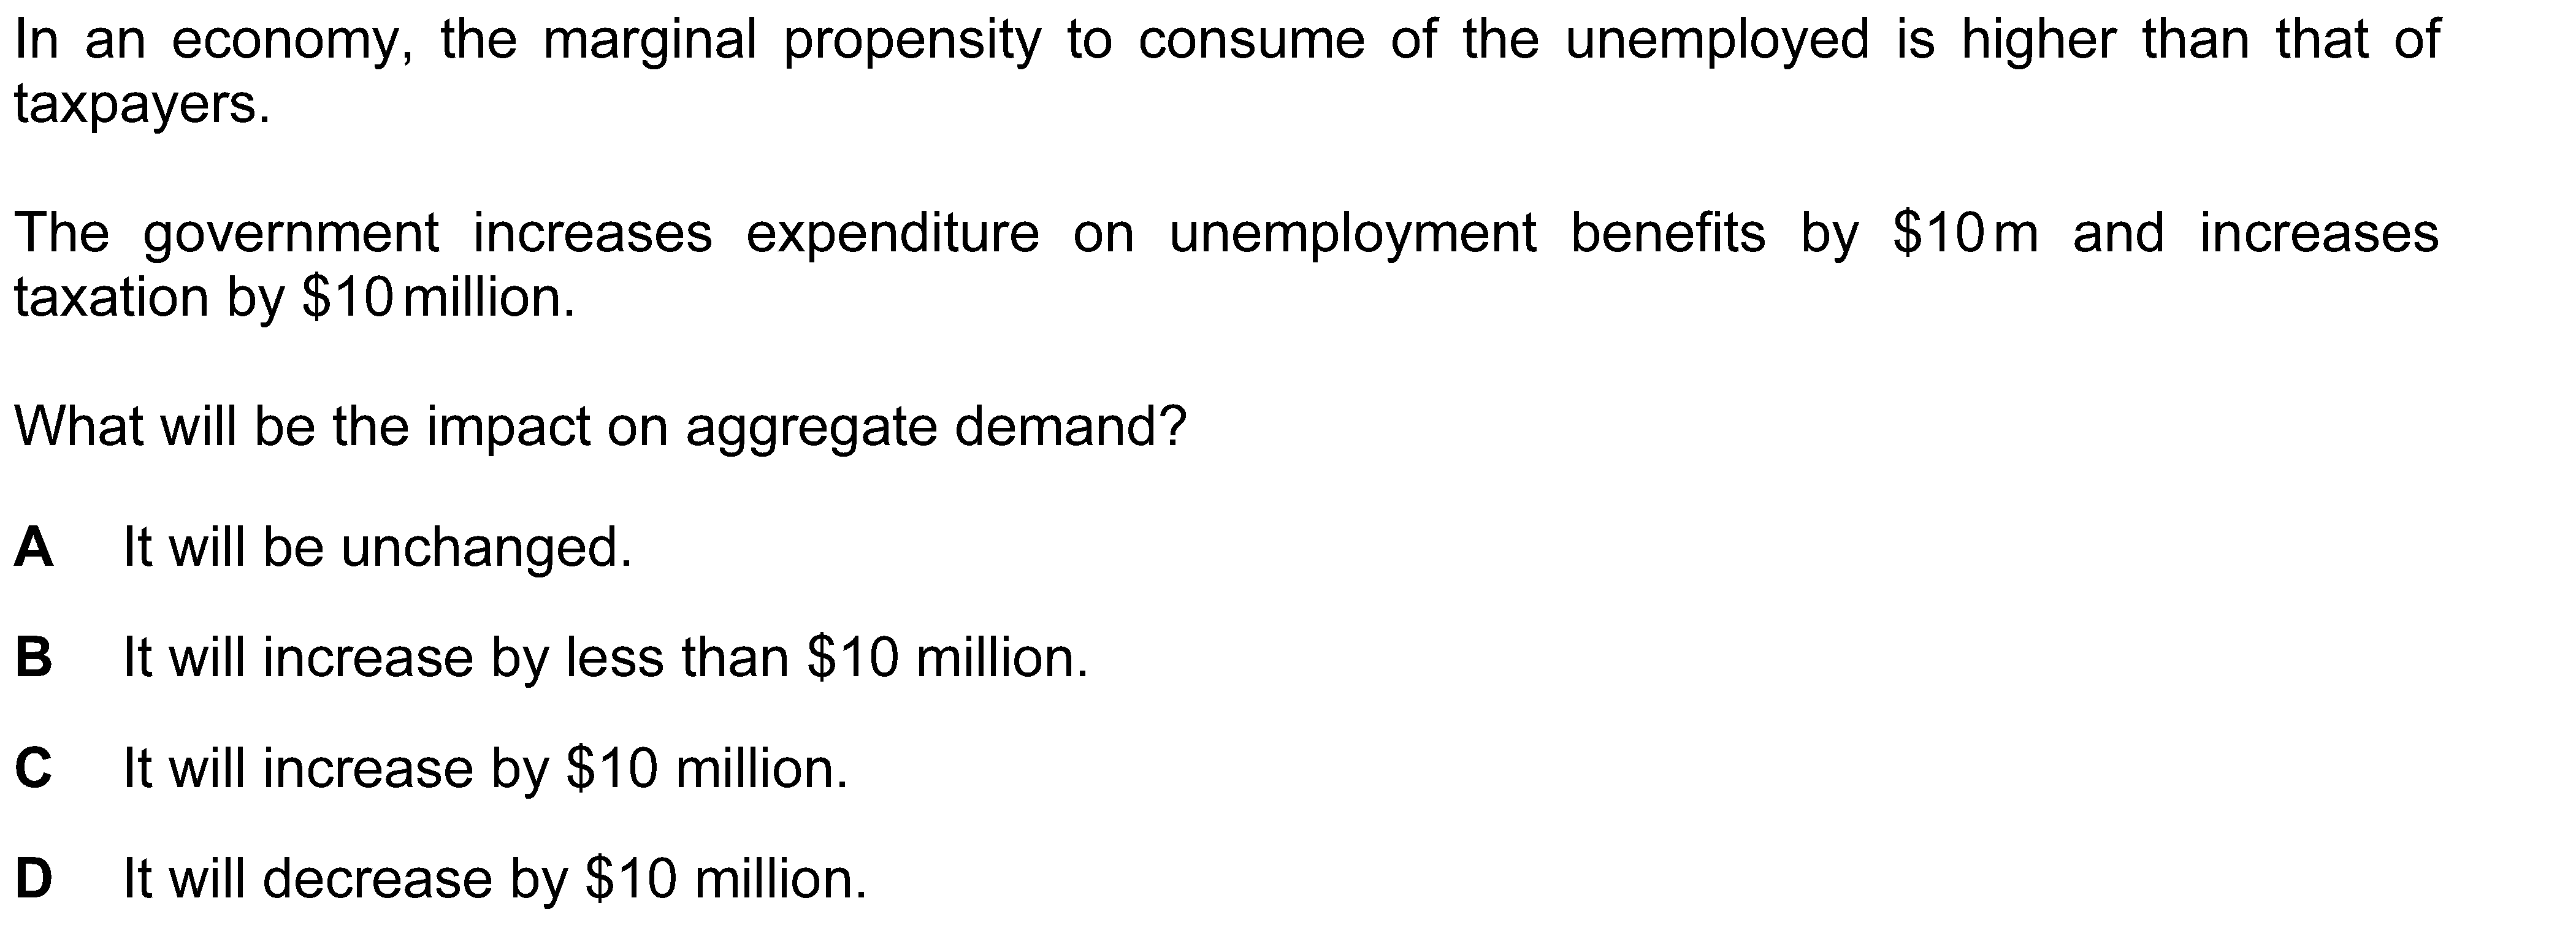 In an economy, the marginal propensity to consume of the unemployed is higher than that of
taxpayers.
The government increases expenditure on unemployment benefits by $10 m and increases
taxation by $10 million.
What will be the impact on aggregate demand?
A It will be unchanged.
B It will increase by less than $10 million.
C It will increase by $10 million.
D It will decrease by $10 million.